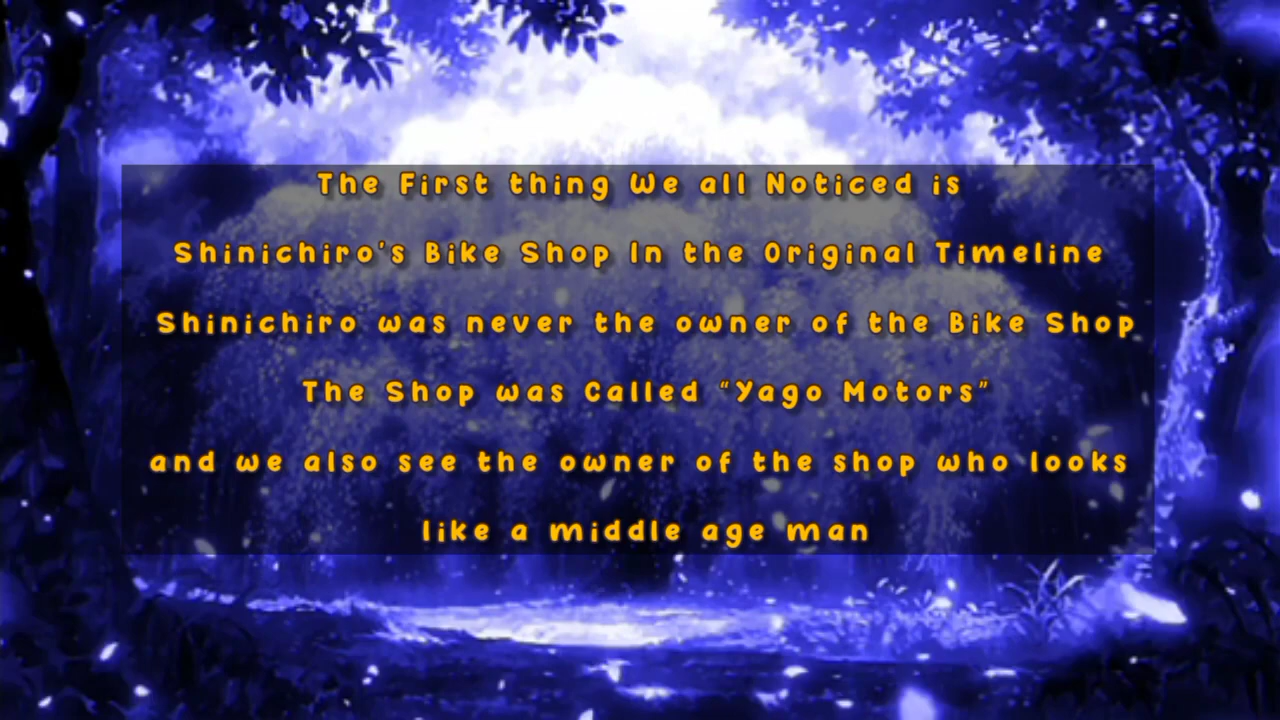 The First thing We all Noticed is
Shinichiro's Bike Shop In the Original Timeline
Shinichiro was never the owner of the Bike Shop
The Shop was Called “Yago Motors”
and we also see the owner of the shop who looks
like a middle age man